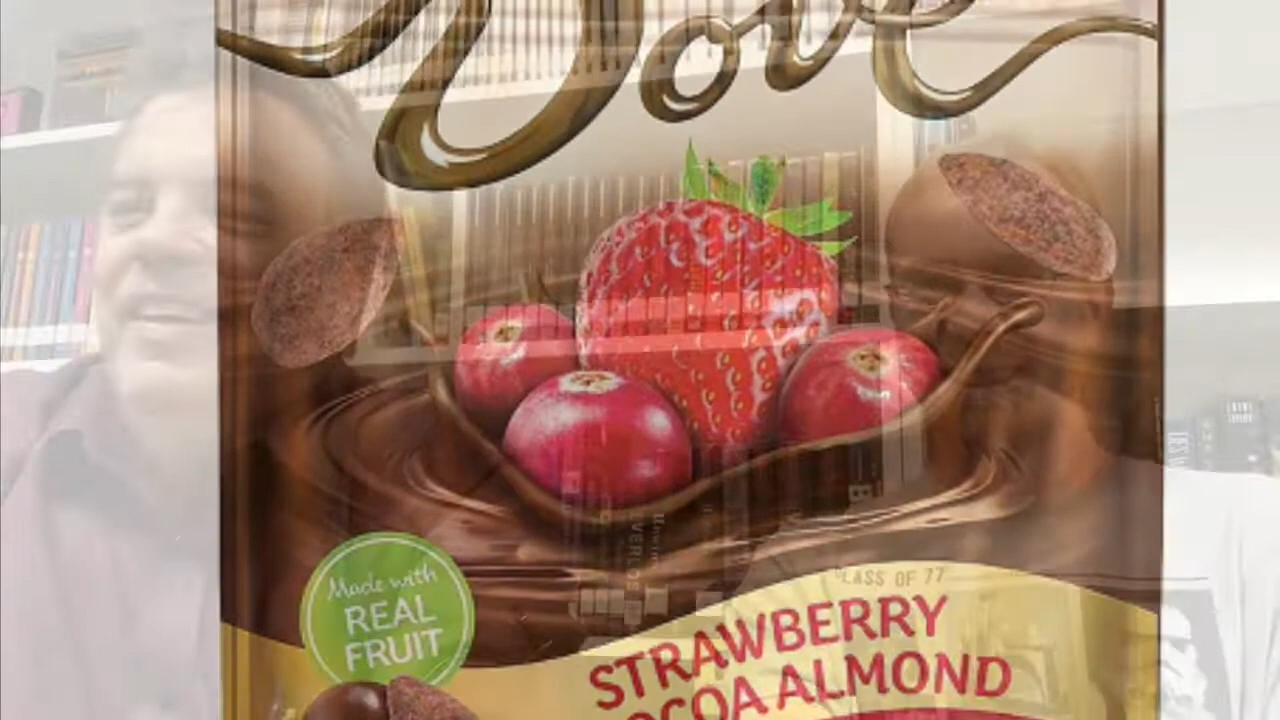 Dove
Made with
REAL
FRUIT
CLASS OF 77
STRAWBERRY
COCOA ALMOND